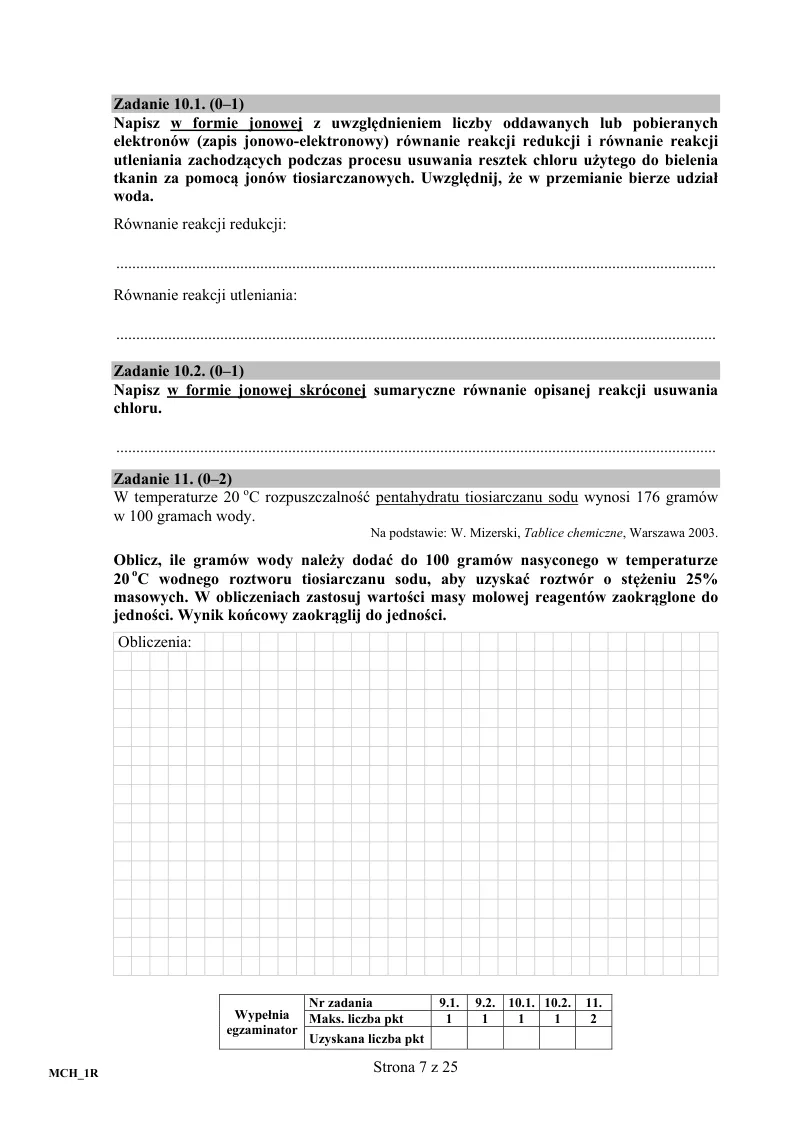 Zadanie 10.1. (0–1)
Napisz w formie jonowej z uwzględnieniem liczby oddawanych lub pobieranych
elektronów (zapis jonowo-elektronowy) równanie reakcji redukcji i równanie reakcji
utleniania zachodzących podczas procesu usuwania resztek chloru użytego do bielenia
tkanin za pomocą jonów tiosiarczanowych. Uwzględnij, że w przemianie bierze udział
woda.
Równanie reakcji redukcji:
Równanie reakcji utleniania:
Zadanie 10.2. (0–1)
Napisz w formie jonowej skróconej sumaryczne równanie opisanej reakcji usuwania
chloru.
Zadanie 11. (0–2)
W temperaturze 20 °C rozpuszczalność pentahydratu tiosiarczanu sodu wynosi 176 gramów
w 100 gramach wody.
Na podstawie: W. Mizerski, Tablice chemiczne, Warszawa 2003.
Oblicz, ile gramów wody należy dodać do 100 gramów nasyconego w temperaturze
20 °C wodnego roztworu tiosiarczanu sodu, aby uzyskać roztwór o stężeniu 25%
masowych. W obliczeniach zastosuj wartości masy molowej reagentów zaokrąglone do
jedności. Wynik końcowy zaokrąglij do jedności.
Obliczenia:
Wypełnia egzaminator
Nr zadania 9.1. 9.2. 10.1. 10.2. 11.
Maks. liczba pkt 1 1 1 1 2
Uzyskana liczba pkt
Strona 7 z 25
MCH_1R